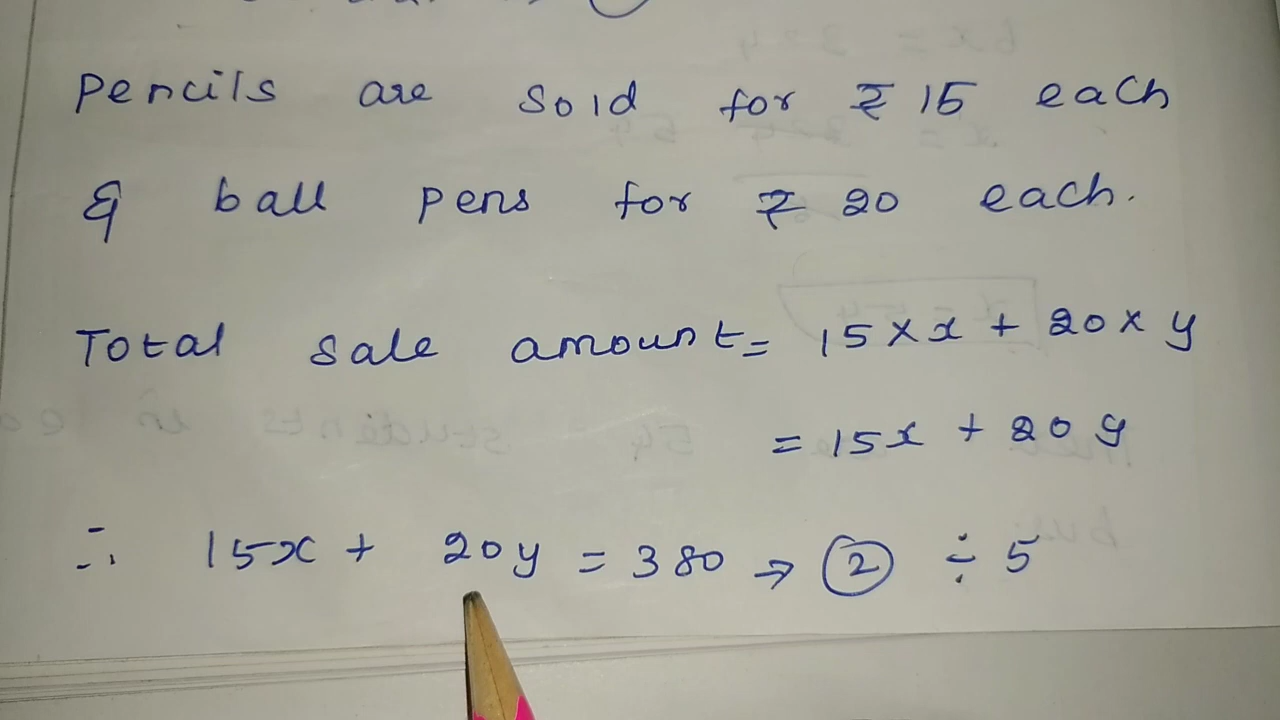 Pencils are sold for ₹ 15 each
& ball pens for ₹ 20 each.
Total sale amount = 15 × x + 20 × y
= 15x + 20y
∴ 15x + 20y = 380 → ② ÷ 5